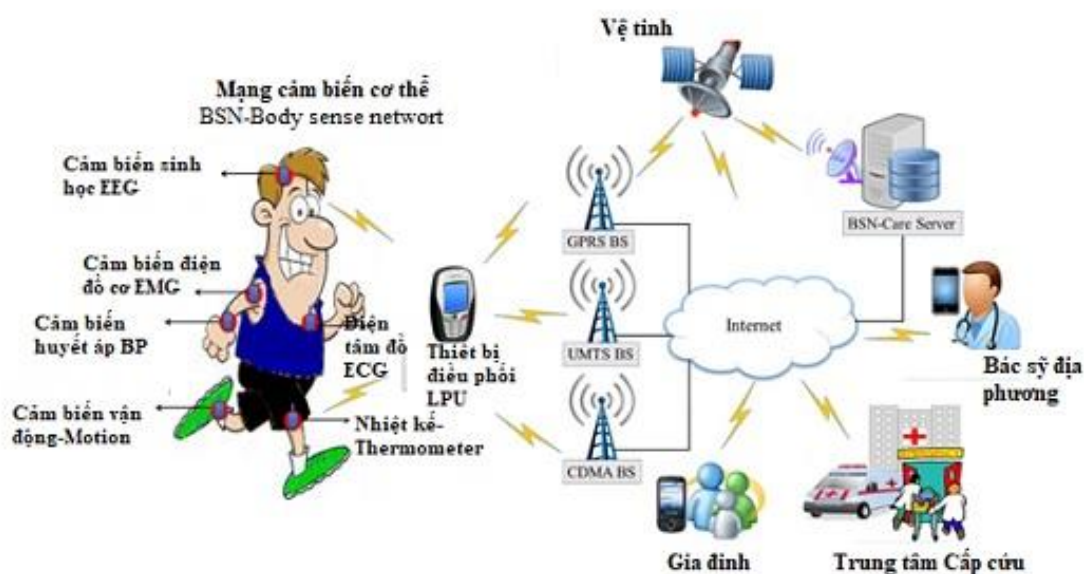 Vệ tinh
Mạng cảm biến cơ thể
BSN-Body sense networt
Cảm biến sinh
học EEG
Cảm biến điện
đồ cơ EMG
Cảm biến
huyết áp BP
Cảm biến vận
động-Motion
Điện
tâm đồ
ECG
Nhiệt kế-
Thermometer
Thiết bị
điều phối
LPU
GPRS BS
UMTS BS
CDMA BS
Internet
BSN-Care Server
Bác sỹ địa
phương
Gia đình
Trung tâm Cấp cứu